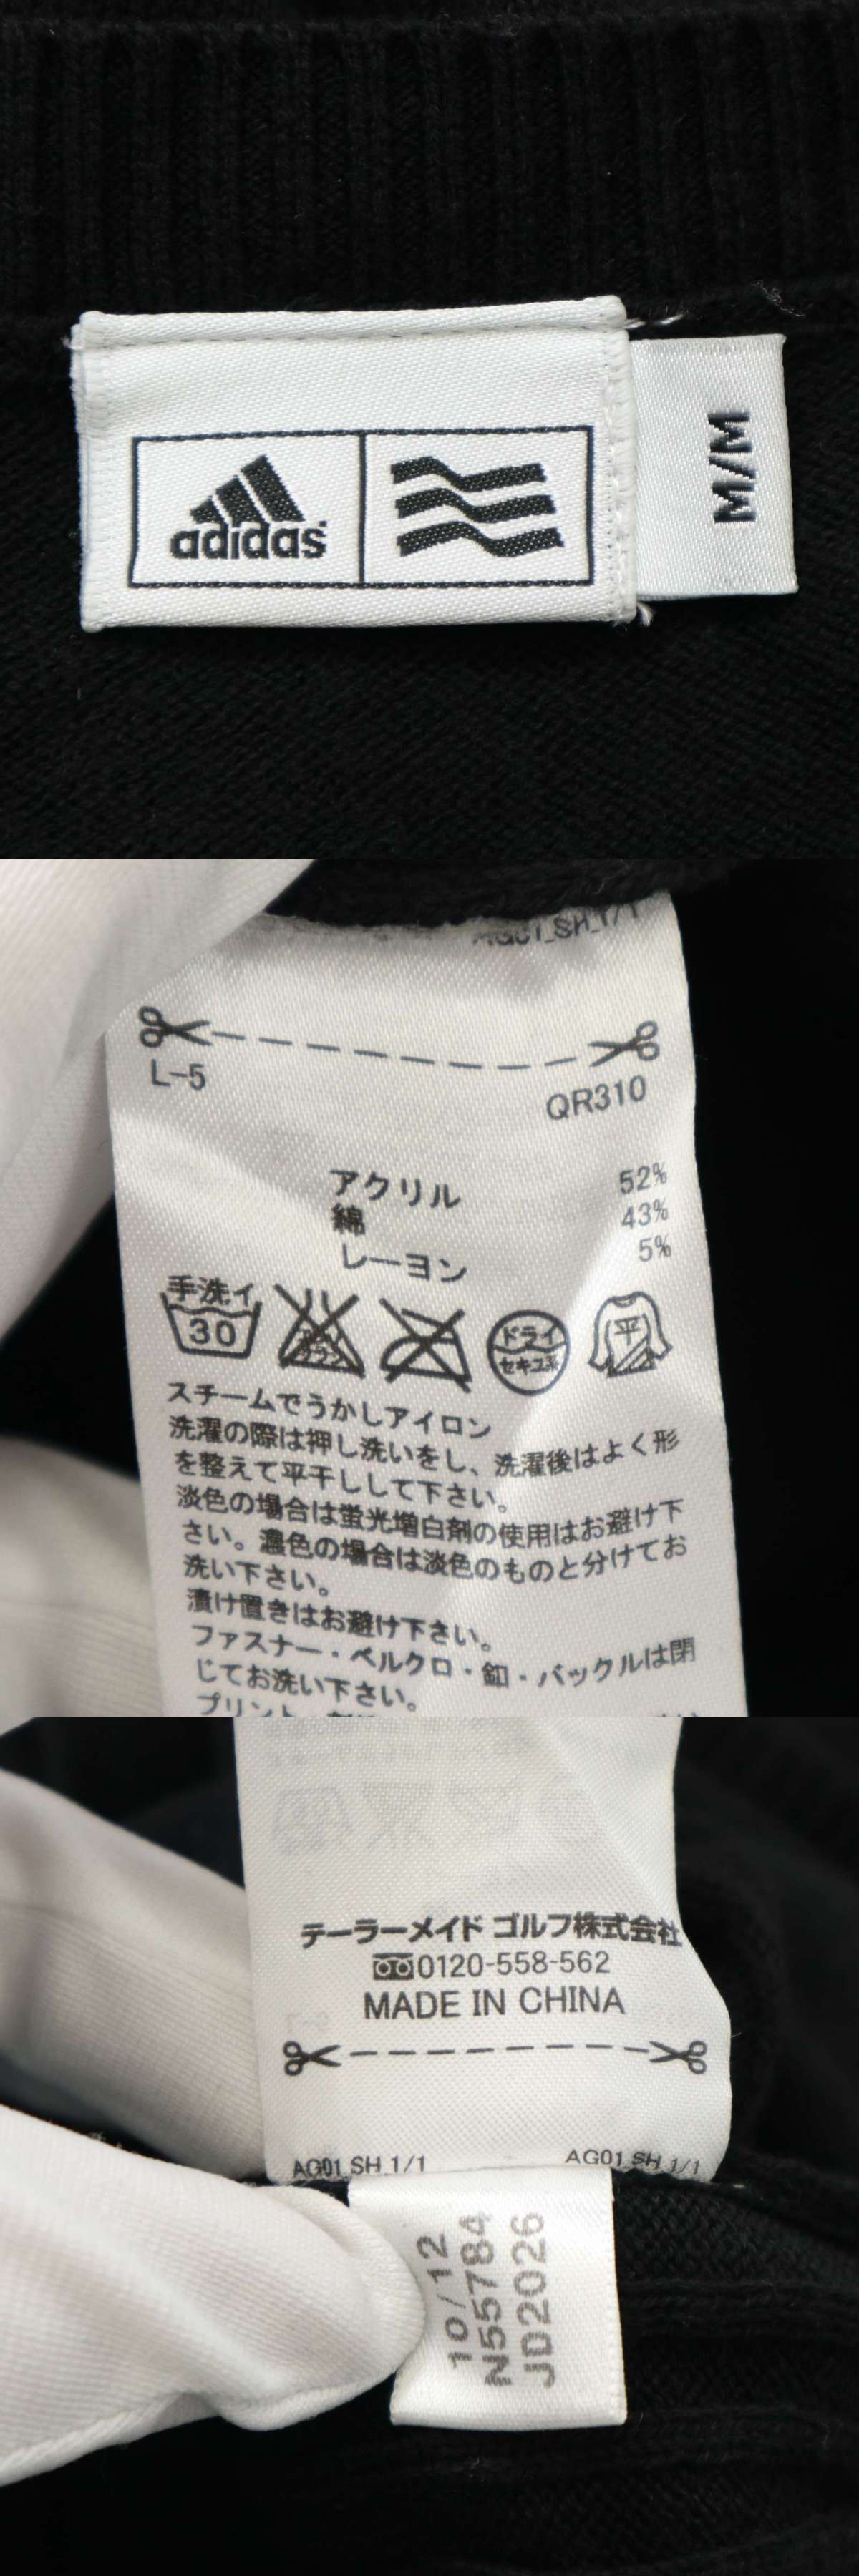 adidas
M/M
AG01_SH_1/1
L-5
QR310
アクリル 52%
綿 43%
レーヨン 5%
手洗イ
30
ドライ
セキユ系
平
スチームでうかしアイロン
洗濯の際は押し洗いをし、洗濯後はよく形
を整えて平干しして下さい。
淡色の場合は蛍光増白剤の使用はお避け下
さい。濃色の場合は淡色のものと分けてお
洗い下さい。
漬け置きはお避け下さい。
ファスナー・ベルクロ・釦・バックルは閉
じてお洗い下さい。
プリント・
テーラーメイド ゴルフ株式会社
0120-558-562
MADE IN CHINA
AG01_SH_1/1 AG01_SH_1/1
10/12
N55784
JD2026